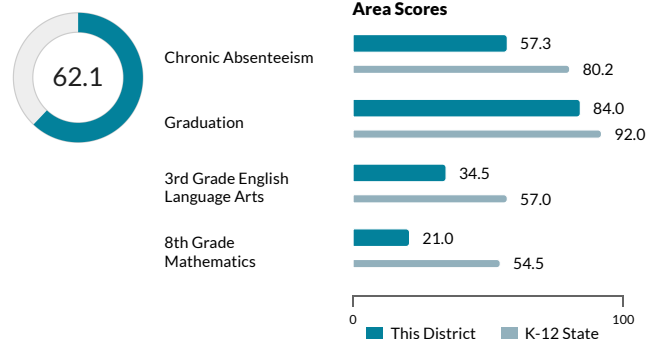 Area Scores
62.1
Chronic Absenteeism
57.3
80.2
Graduation
84.0
92.0
3rd Grade English
Language Arts
34.5
57.0
8th Grade
Mathematics
21.0
54.5
0
100
This District
K-12 State